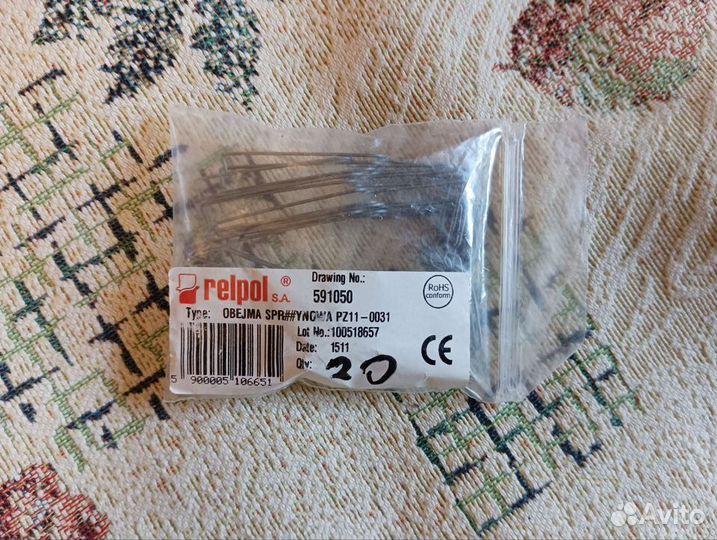 relpol ® S.A.
Drawing No.:
591050
RoHS
conform
Type: OBEJMA SPR##YNOWA PZ11-0031
Lot No.:100518657
Date: 1511
Qty: 20
CE
5 900005 106651
Avito